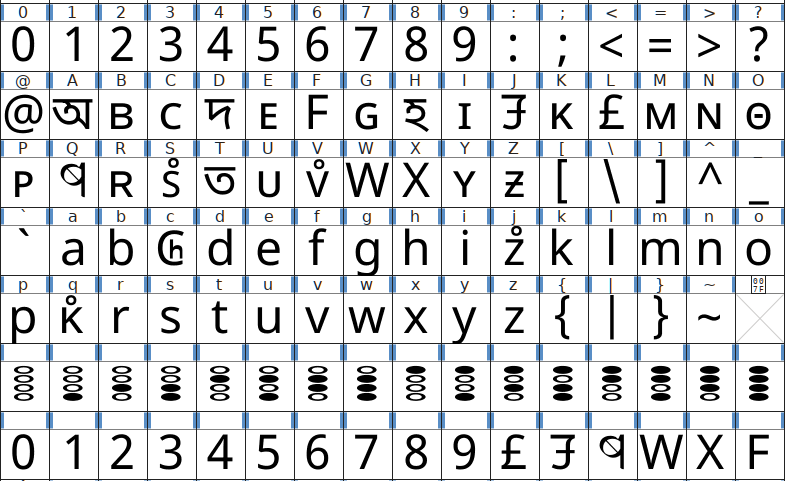 0 1 2 3 4 5 6 7 8 9 : ; < = > ?
0 1 2 3 4 5 6 7 8 9 : ; < = > ?
@ A B C D E F G H I J K L M N O
@ অ ʙ ᴄ দ ᴇ F ɢ হ ɪ ᴋ £ ᴍ ɴ
P Q R S T U V W X Y Z [ \ ] ^ _
ᴘ ʀ S̊ ত ᴜ v̊ W X ʏ ƶ [ \ ] ^ _
` a b c d e f g h i j k l m n o
` a b d e f g h i z̊ k l m n o
p q r s t u v w x y z { | } ~ 007F
p ĸ̊ r s t u v w x y z { | } ~
0 1 2 3 4 5 6 7 8 9 £ W X F